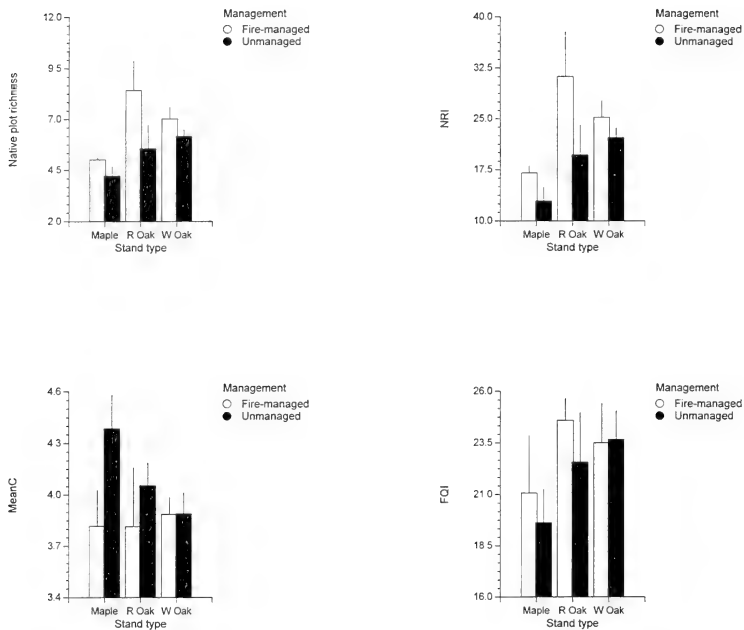 Management
Fire-managed
Unmanaged
12.0
9.5
7.0
4.5
2.0
Native plot richness
Maple R Oak W Oak
Stand type
Management
Fire-managed
Unmanaged
40.0
32.5
25.0
17.5
10.0
NRI
Maple R Oak W Oak
Stand type
Management
Fire-managed
Unmanaged
4.6
4.3
4.0
3.7
3.4
MeanC
Maple R Oak W Oak
Stand type
Management
Fire-managed
Unmanaged
26.0
23.5
21.0
18.5
16.0
FQI
Maple R Oak W Oak
Stand type